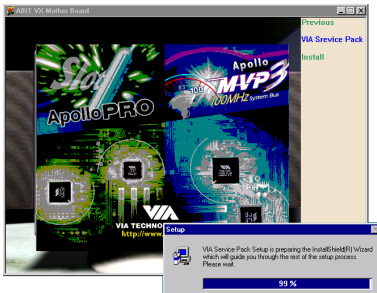 ABIT VX Mother Board
Previous
VIA Srevice Pack
Install
Slot 1
ApolloPRO
Apollo
MVP3
100MHz System Bus
100
VIA
VIA TECHNO
http://www.
Setup
VIA Service Pack Setup is preparing the InstallShield(R) Wizard
which will guide you through the rest of the setup process.
Please wait.
99 %